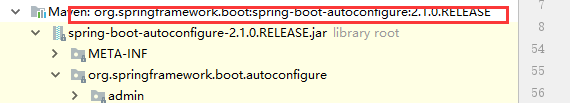 Maven: org.springframework.boot:spring-boot-autoconfigure:2.1.0.RELEASE
7
spring-boot-autoconfigure-2.1.0.RELEASE.jar library root
8
META-INF
54
org.springframework.boot.autoconfigure
55
admin
56